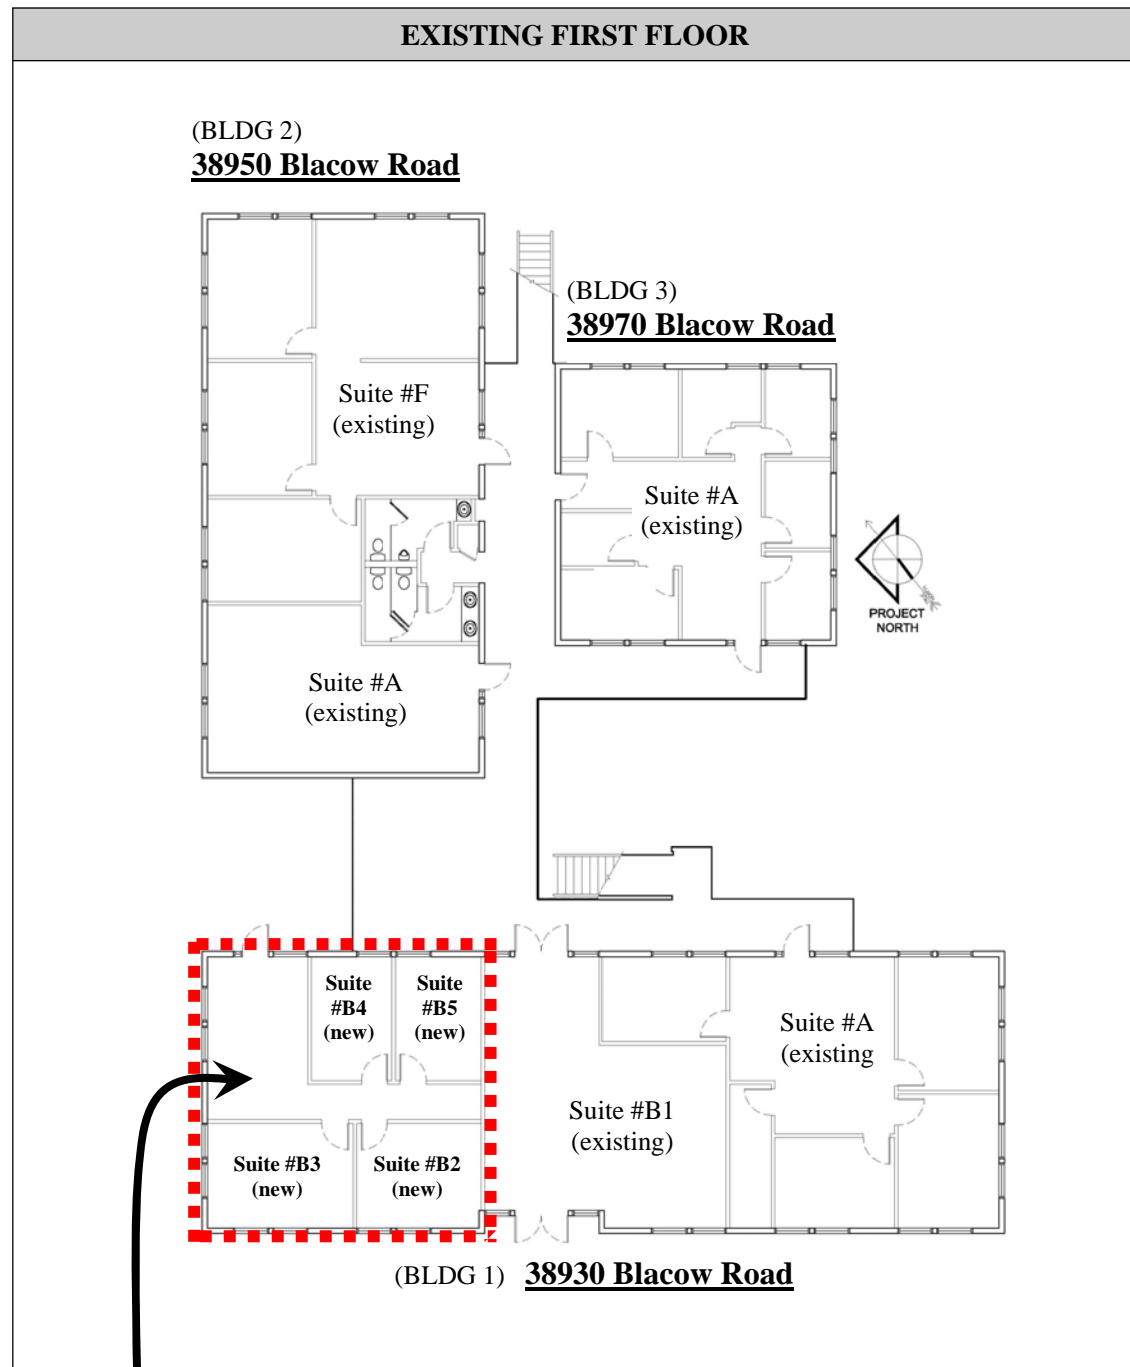 EXISTING FIRST FLOOR
(BLDG 2)
38950 Blacow Road
(BLDG 3)
38970 Blacow Road
Suite #F
(existing)
Suite #A
(existing)
PROJECT
NORTH
Suite #A
(existing)
Suite
#B4
(new)
Suite
#B5
(new)
Suite #A
(existing
Suite #B1
(existing)
Suite #B3
(new)
Suite #B2
(new)
(BLDG 1) 38930 Blacow Road